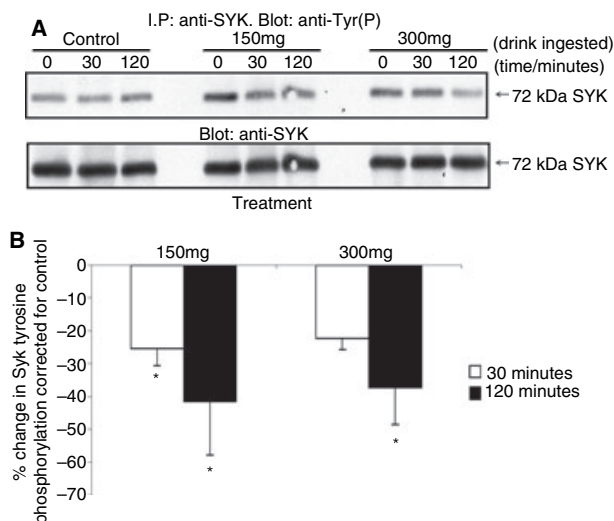 A
I.P: anti-SYK. Blot: anti-Tyr(P)
Control 150mg 300mg (drink ingested)
0 30 120 0 30 120 0 30 120 (time/minutes)
←72 kDa SYK
Blot: anti-SYK
←72 kDa SYK
Treatment
B
150mg 300mg
% change in Syk tyrosine
phosphorylation corrected for control
0
−10
−20
−30
−40
−50
−60
−70
*
*
*
30 minutes
120 minutes